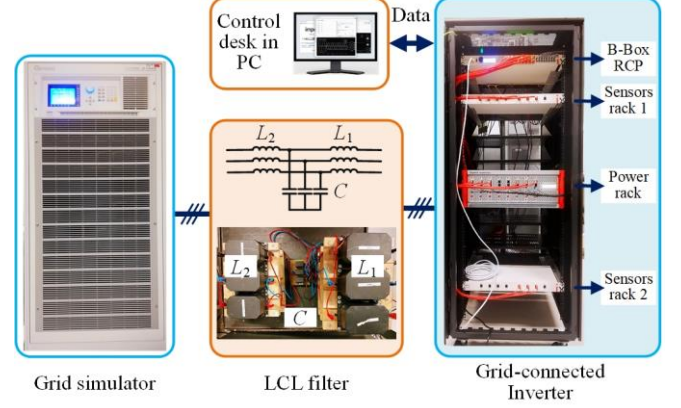 Control
desk in
PC
Data
B-Box
RCP
Sensors
rack 1
Power
rack
Sensors
rack 2
L₂
L₁
C
L₂
L₁
C
Grid simulator
LCL filter
Grid-connected
Inverter